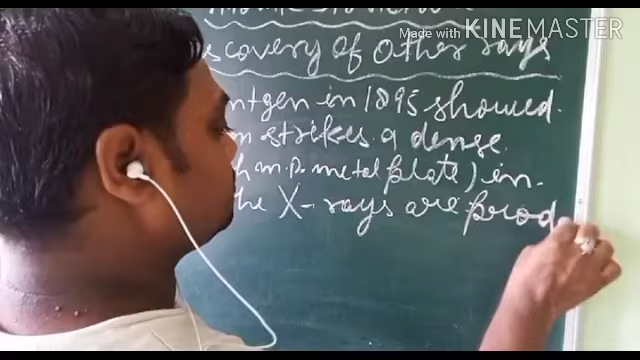 Made with KINEMASTER
scovery of other rays
ntgen in 1895 showed.
m strikes a dense.
h m.p. metal plate) in.
he X-rays are prod